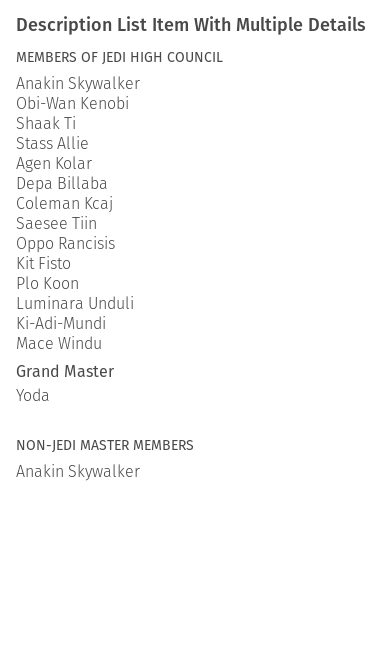 Description List Item With Multiple Details
MEMBERS OF JEDI HIGH COUNCIL
Anakin Skywalker
Obi-Wan Kenobi
Shaak Ti
Stass Allie
Agen Kolar
Depa Billaba
Coleman Kcaj
Saesee Tiin
Oppo Rancisis
Kit Fisto
Plo Koon
Luminara Unduli
Ki-Adi-Mundi
Mace Windu
Grand Master
Yoda
NON-JEDI MASTER MEMBERS
Anakin Skywalker